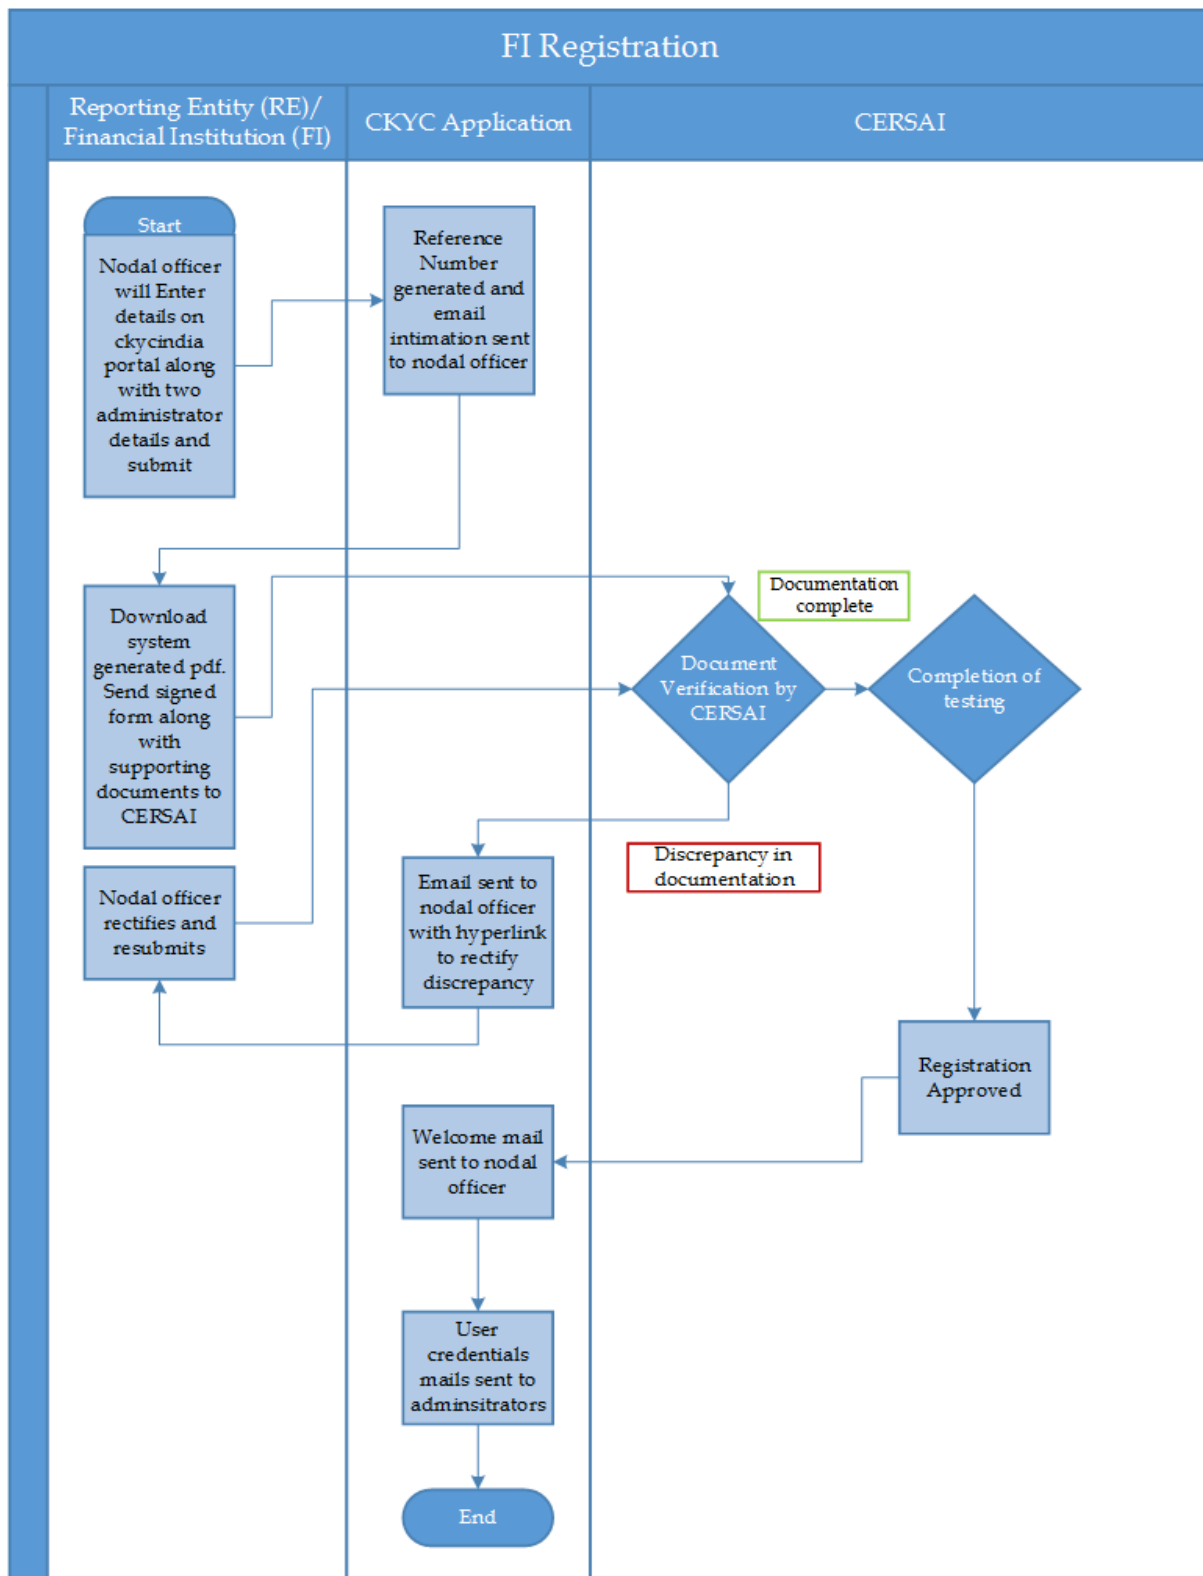 FI Registration
Reporting Entity (RE)/
Financial Institution (FI)
CKYC Application
CERSAI
Start
Nodal officer
will Enter
details on
ckycindia
portal along
with two
administrator
details and
submit
Reference
Number
generated and
email
intimation sent
to nodal officer
Download
system
generated pdf.
Send signed
form along
with
supporting
documents to
CERSAI
Document
Verification by
CERSAI
Documentation
complete
Completion of
testing
Discrepancy in
documentation
Nodal officer
rectifies and
resubmits
Email sent to
nodal officer
with hyperlink
to rectify
discrepancy
Registration
Approved
Welcome mail
sent to nodal
officer
User
credentials
mails sent to
adminsitrators
End